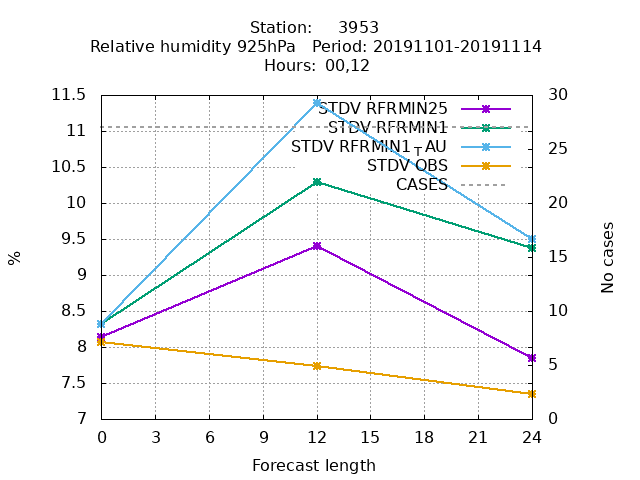 Station: 3953
Relative humidity 925hPa Period: 20191101-20191114
Hours: 00,12
11.5
11
10.5
10
9.5
9
8.5
8
7.5
7
%
30
25
20
15
10
5
0
No cases
STDV RFRMIN25
STDV RFRMIN1
STDV RFRMIN1_TAU
STDV OBS
CASES
0 3 6 9 12 15 18 21 24
Forecast length